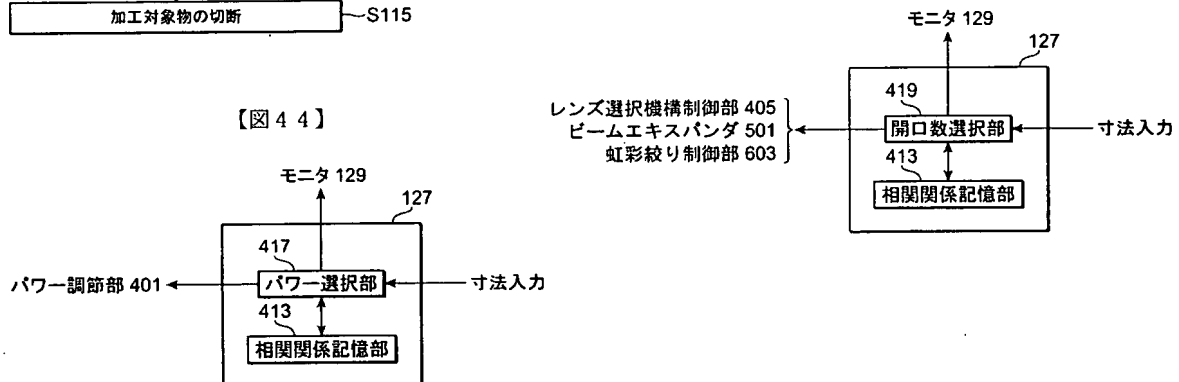 加工対象物の切断
S115
【図44】
モニタ 129
127
417
パワー選択部
パワー調節部 401
寸法入力
413
相関関係記憶部
モニタ 129
127
419
レンズ選択機構制御部 405
ビームエキスパンダ 501
虹彩絞り制御部 603
開口数選択部
寸法入力
413
相関関係記憶部